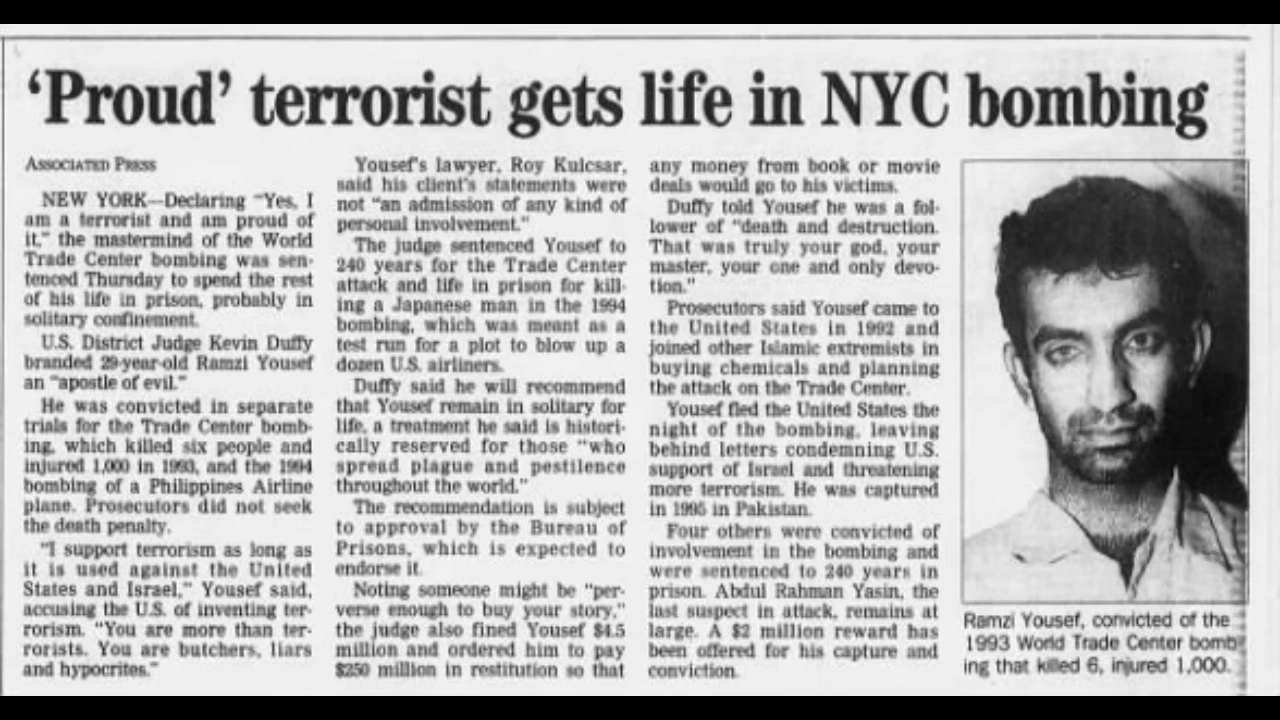 ‘Proud’ terrorist gets life in NYC bombing
ASSOCIATED PRESS
NEW YORK—Declaring “Yes, I
am a terrorist and am proud of
it,” the mastermind of the World
Trade Center bombing was sen-
tenced Thursday to spend the rest
of his life in prison, probably in
solitary confinement.
U.S. District Judge Kevin Duffy
branded 29-year-old Ramzi Yousef
an “apostle of evil.”
He was convicted in separate
trials for the Trade Center bomb-
ing, which killed six people and
injured 1,000 in 1993, and the 1994
bombing of a Philippines Airline
plane. Prosecutors did not seek
the death penalty.
“I support terrorism as long as
it is used against the United
States and Israel,” Yousef said,
accusing the U.S. of inventing ter-
rorism. “You are more than ter-
rorists. You are butchers, liars
and hypocrites.”
Yousef's lawyer, Roy Kulcsar,
said his client's statements were
not “an admission of any kind of
personal involvement.”
The judge sentenced Yousef to
240 years for the Trade Center
attack and life in prison for kill-
ing a Japanese man in the 1994
bombing, which was meant as a
test run for a plot to blow up a
dozen U.S. airliners.
Duffy said he will recommend
that Yousef remain in solitary for
life, a treatment he said is histori-
cally reserved for those “who
spread plague and pestilence
throughout the world.”
The recommendation is subject
to approval by the Bureau of
Prisons, which is expected to
endorse it.
Noting someone might be “per-
verse enough to buy your story,”
the judge also fined Yousef $4.5
million and ordered him to pay
$250 million in restitution so that
any money from book or movie
deals would go to his victims.
Duffy told Yousef he was a fol-
lower of “death and destruction.
That was truly your god, your
master, your one and only devo-
tion.”
Prosecutors said Yousef came to
the United States in 1992 and
joined other Islamic extremists in
buying chemicals and planning
the attack on the Trade Center.
Yousef fled the United States the
night of the bombing, leaving
behind letters condemning U.S.
support of Israel and threatening
more terrorism. He was captured
in 1995 in Pakistan.
Four others were convicted of
involvement in the bombing and
were sentenced to 240 years in
prison. Abdul Rahman Yasin, the
last suspect in attack, remains at
large. A $2 million reward has
been offered for his capture and
conviction.
Ramzi Yousef, convicted of the
1993 World Trade Center bomb-
ing that killed 6, injured 1,000.